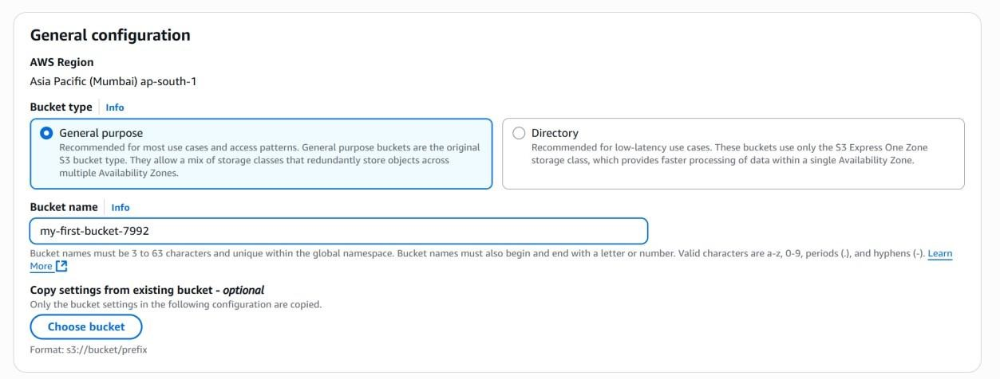 General configuration
AWS Region
Asia Pacific (Mumbai) ap-south-1
Bucket type Info
General purpose
Recommended for most use cases and access patterns. General purpose buckets are the original
S3 bucket type. They allow a mix of storage classes that redundantly store objects across
multiple Availability Zones.
Directory
Recommended for low-latency use cases. These buckets use only the S3 Express One Zone
storage class, which provides faster processing of data within a single Availability Zone.
Bucket name Info
my-first-bucket-7992
Bucket names must be 3 to 63 characters and unique within the global namespace. Bucket names must also begin and end with a letter or number. Valid characters are a-z, 0-9, periods (.), and hyphens (-). Learn
More
Copy settings from existing bucket - optional
Only the bucket settings in the following configuration are copied.
Choose bucket
Format: s3://bucket/prefix